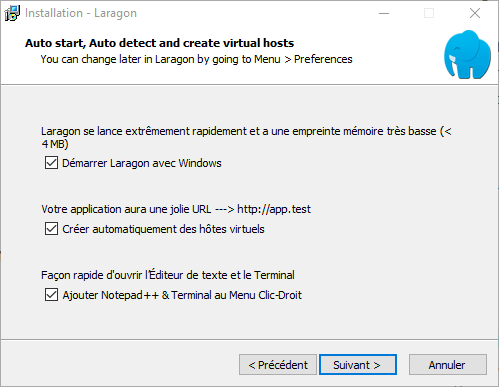 Installation - Laragon
Auto start, Auto detect and create virtual hosts
You can change later in Laragon by going to Menu > Preferences
Laragon se lance extrêmement rapidement et a une empreinte mémoire très basse (<
4 MB)
Démarrer Laragon avec Windows
Votre application aura une jolie URL ---> http://app.test
Créer automatiquement des hôtes virtuels
Façon rapide d'ouvrir l'Éditeur de texte et le Terminal
Ajouter Notepad++ & Terminal au Menu Clic-Droit
< Précédent
Suivant >
Annuler